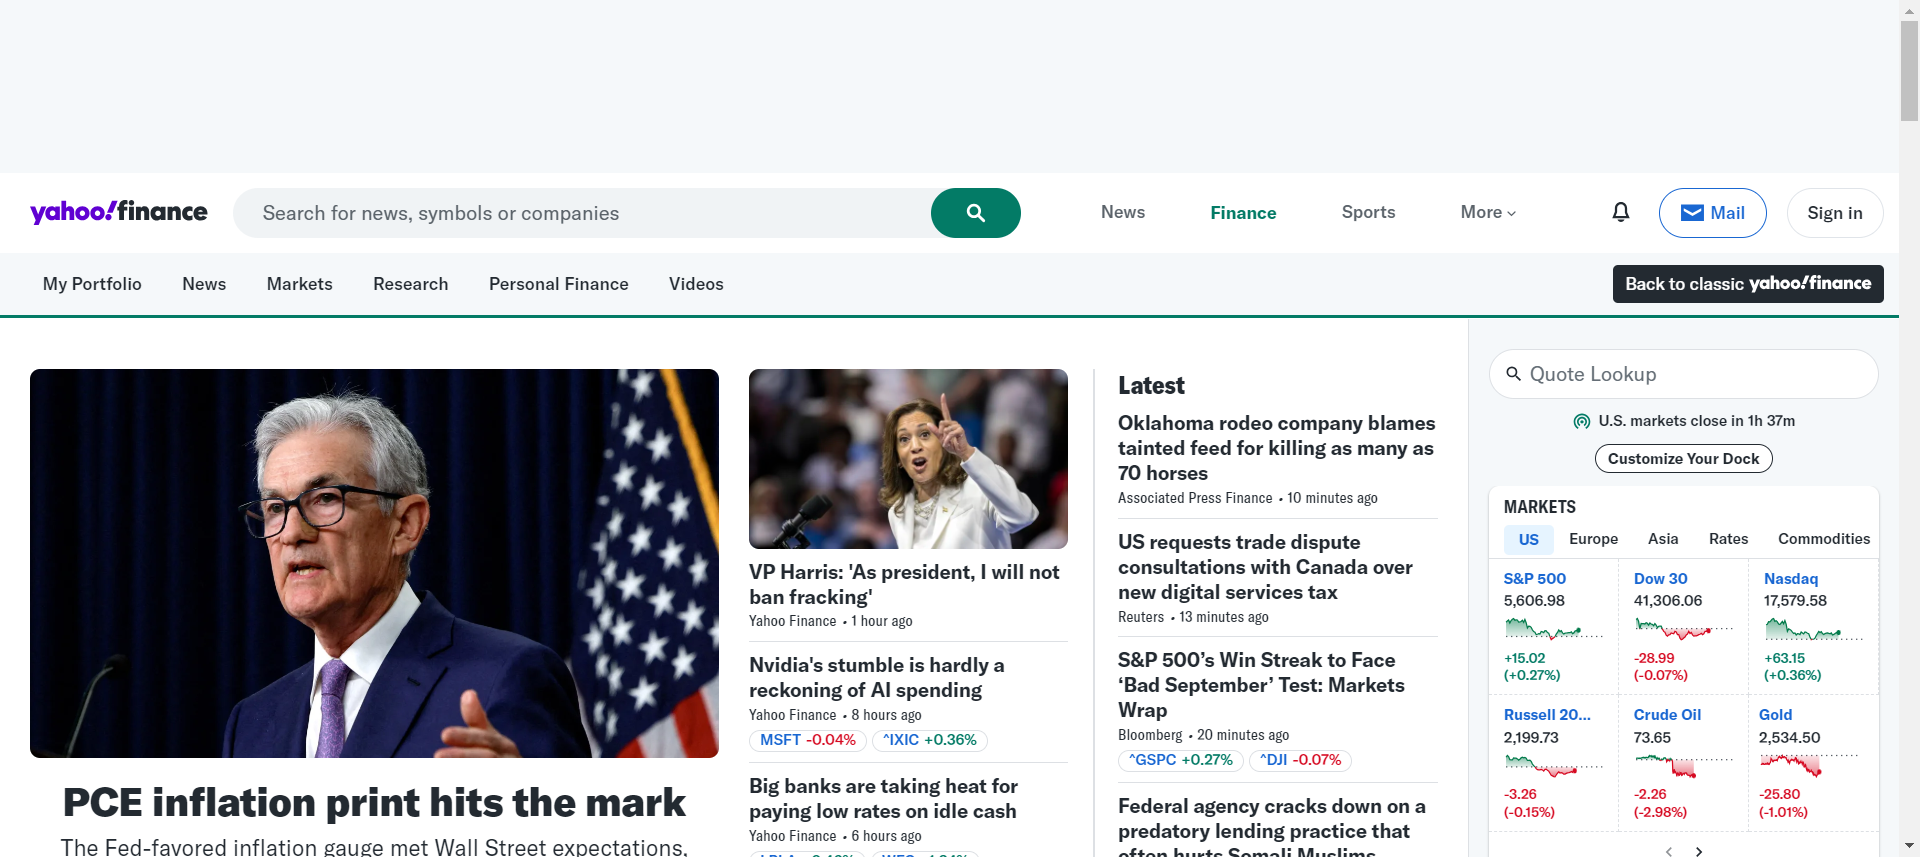 yahoo!finance
Search for news, symbols or companies
News
Finance
Sports
More
Mail
Sign in
My Portfolio
News
Markets
Research
Personal Finance
Videos
Back to classic yahoo!finance
PCE inflation print hits the mark
The Fed-favored inflation gauge met Wall Street expectations,
VP Harris: 'As president, I will not
ban fracking'
Yahoo Finance • 1 hour ago
Nvidia's stumble is hardly a
reckoning of AI spending
Yahoo Finance • 8 hours ago
MSFT -0.04%
^IXIC +0.36%
Big banks are taking heat for
paying low rates on idle cash
Yahoo Finance • 6 hours ago
Latest
Oklahoma rodeo company blames
tainted feed for killing as many as
70 horses
Associated Press Finance • 10 minutes ago
US requests trade dispute
consultations with Canada over
new digital services tax
Reuters • 13 minutes ago
S&P 500’s Win Streak to Face
‘Bad September’ Test: Markets
Wrap
Bloomberg • 20 minutes ago
^GSPC +0.27%
^DJI -0.07%
Federal agency cracks down on a
predatory lending practice that
often hurts Somali Muslims
Quote Lookup
U.S. markets close in 1h 37m
Customize Your Dock
MARKETS
US
Europe
Asia
Rates
Commodities
S&P 500
5,606.98
+15.02
(+0.27%)
Dow 30
41,306.06
-28.99
(-0.07%)
Nasdaq
17,579.58
+63.15
(+0.36%)
Russell 20...
2,199.73
-3.26
(-0.15%)
Crude Oil
73.65
-2.26
(-2.98%)
Gold
2,534.50
-25.80
(-1.01%)